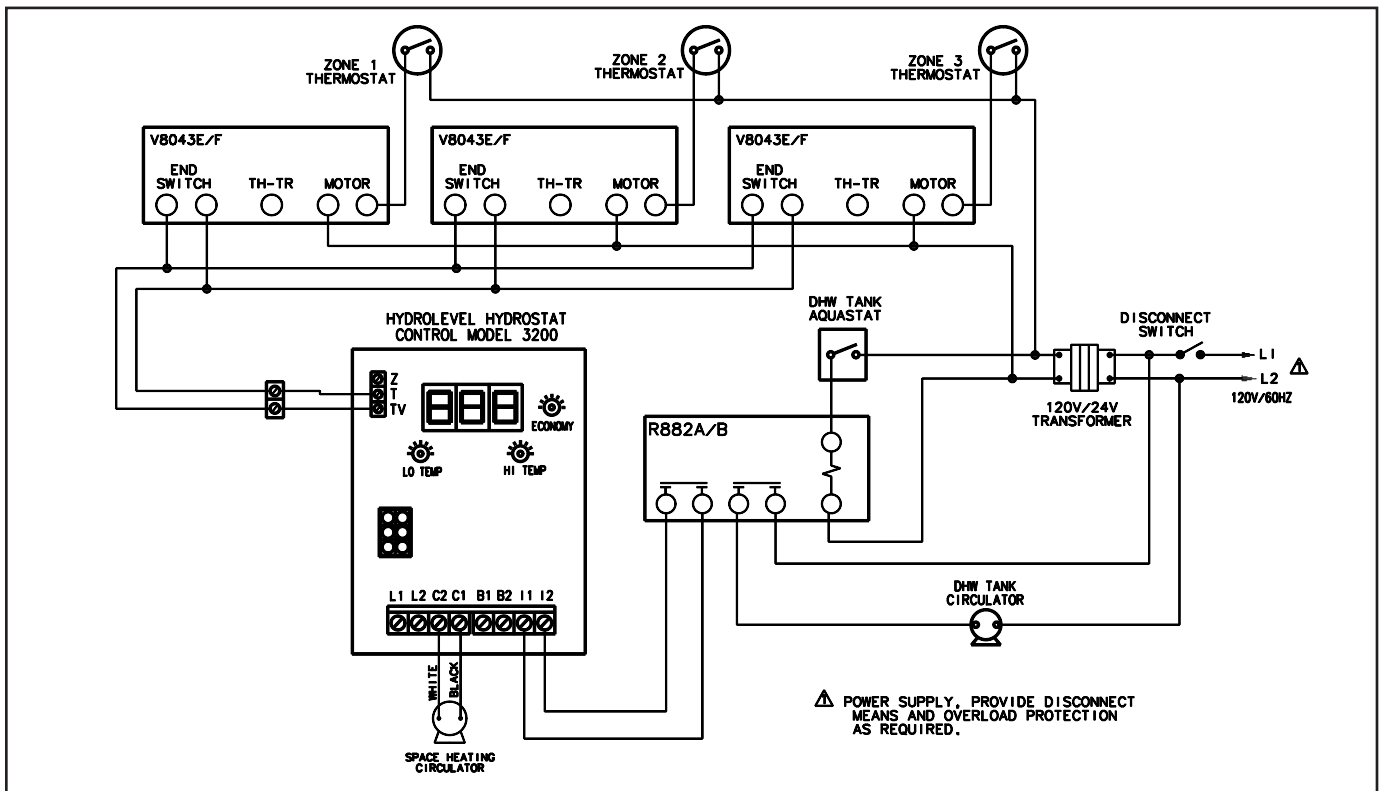 ZONE 1
THERMOSTAT
ZONE 2
THERMOSTAT
ZONE 3
THERMOSTAT
V8043E/F
END
SWITCH
TH-TR
MOTOR
V8043E/F
END
SWITCH
TH-TR
MOTOR
V8043E/F
END
SWITCH
TH-TR
MOTOR
HYDROLEVEL HYDROSTAT
CONTROL MODEL 3200
Z
T
TV
888
ECONOMY
LO TEMP
HI TEMP
L1 L2 C2 C1 B1 B2 I1 I2
WHITE
BLACK
SPACE HEATING
CIRCULATOR
DHW TANK
AQUASTAT
R882A/B
DISCONNECT
SWITCH
L1
L2
1
120V/60HZ
120V/24V
TRANSFORMER
DHW TANK
CIRCULATOR
1 POWER SUPPLY, PROVIDE DISCONNECT
MEANS AND OVERLOAD PROTECTION
AS REQUIRED.